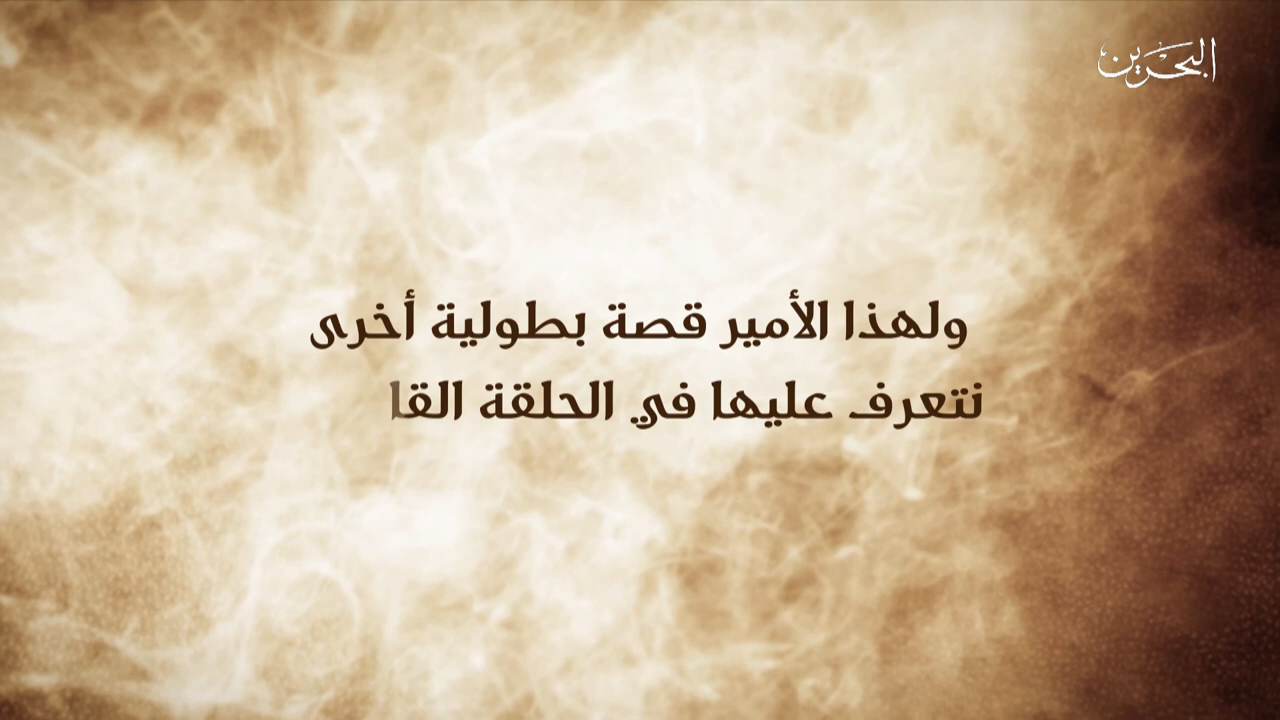 البحرين
ولهذا الأمير قصة بطولية أخرى
نتعرف عليها في الحلقة القا